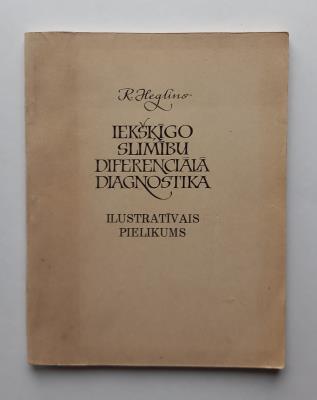 R. Heglins
IEKŠĶĪGO
SLIMĪBU
DIFERENCIĀLĀ
DIAGNOSTIKA
ILUSTRATĪVAIS
PIELIKUMS